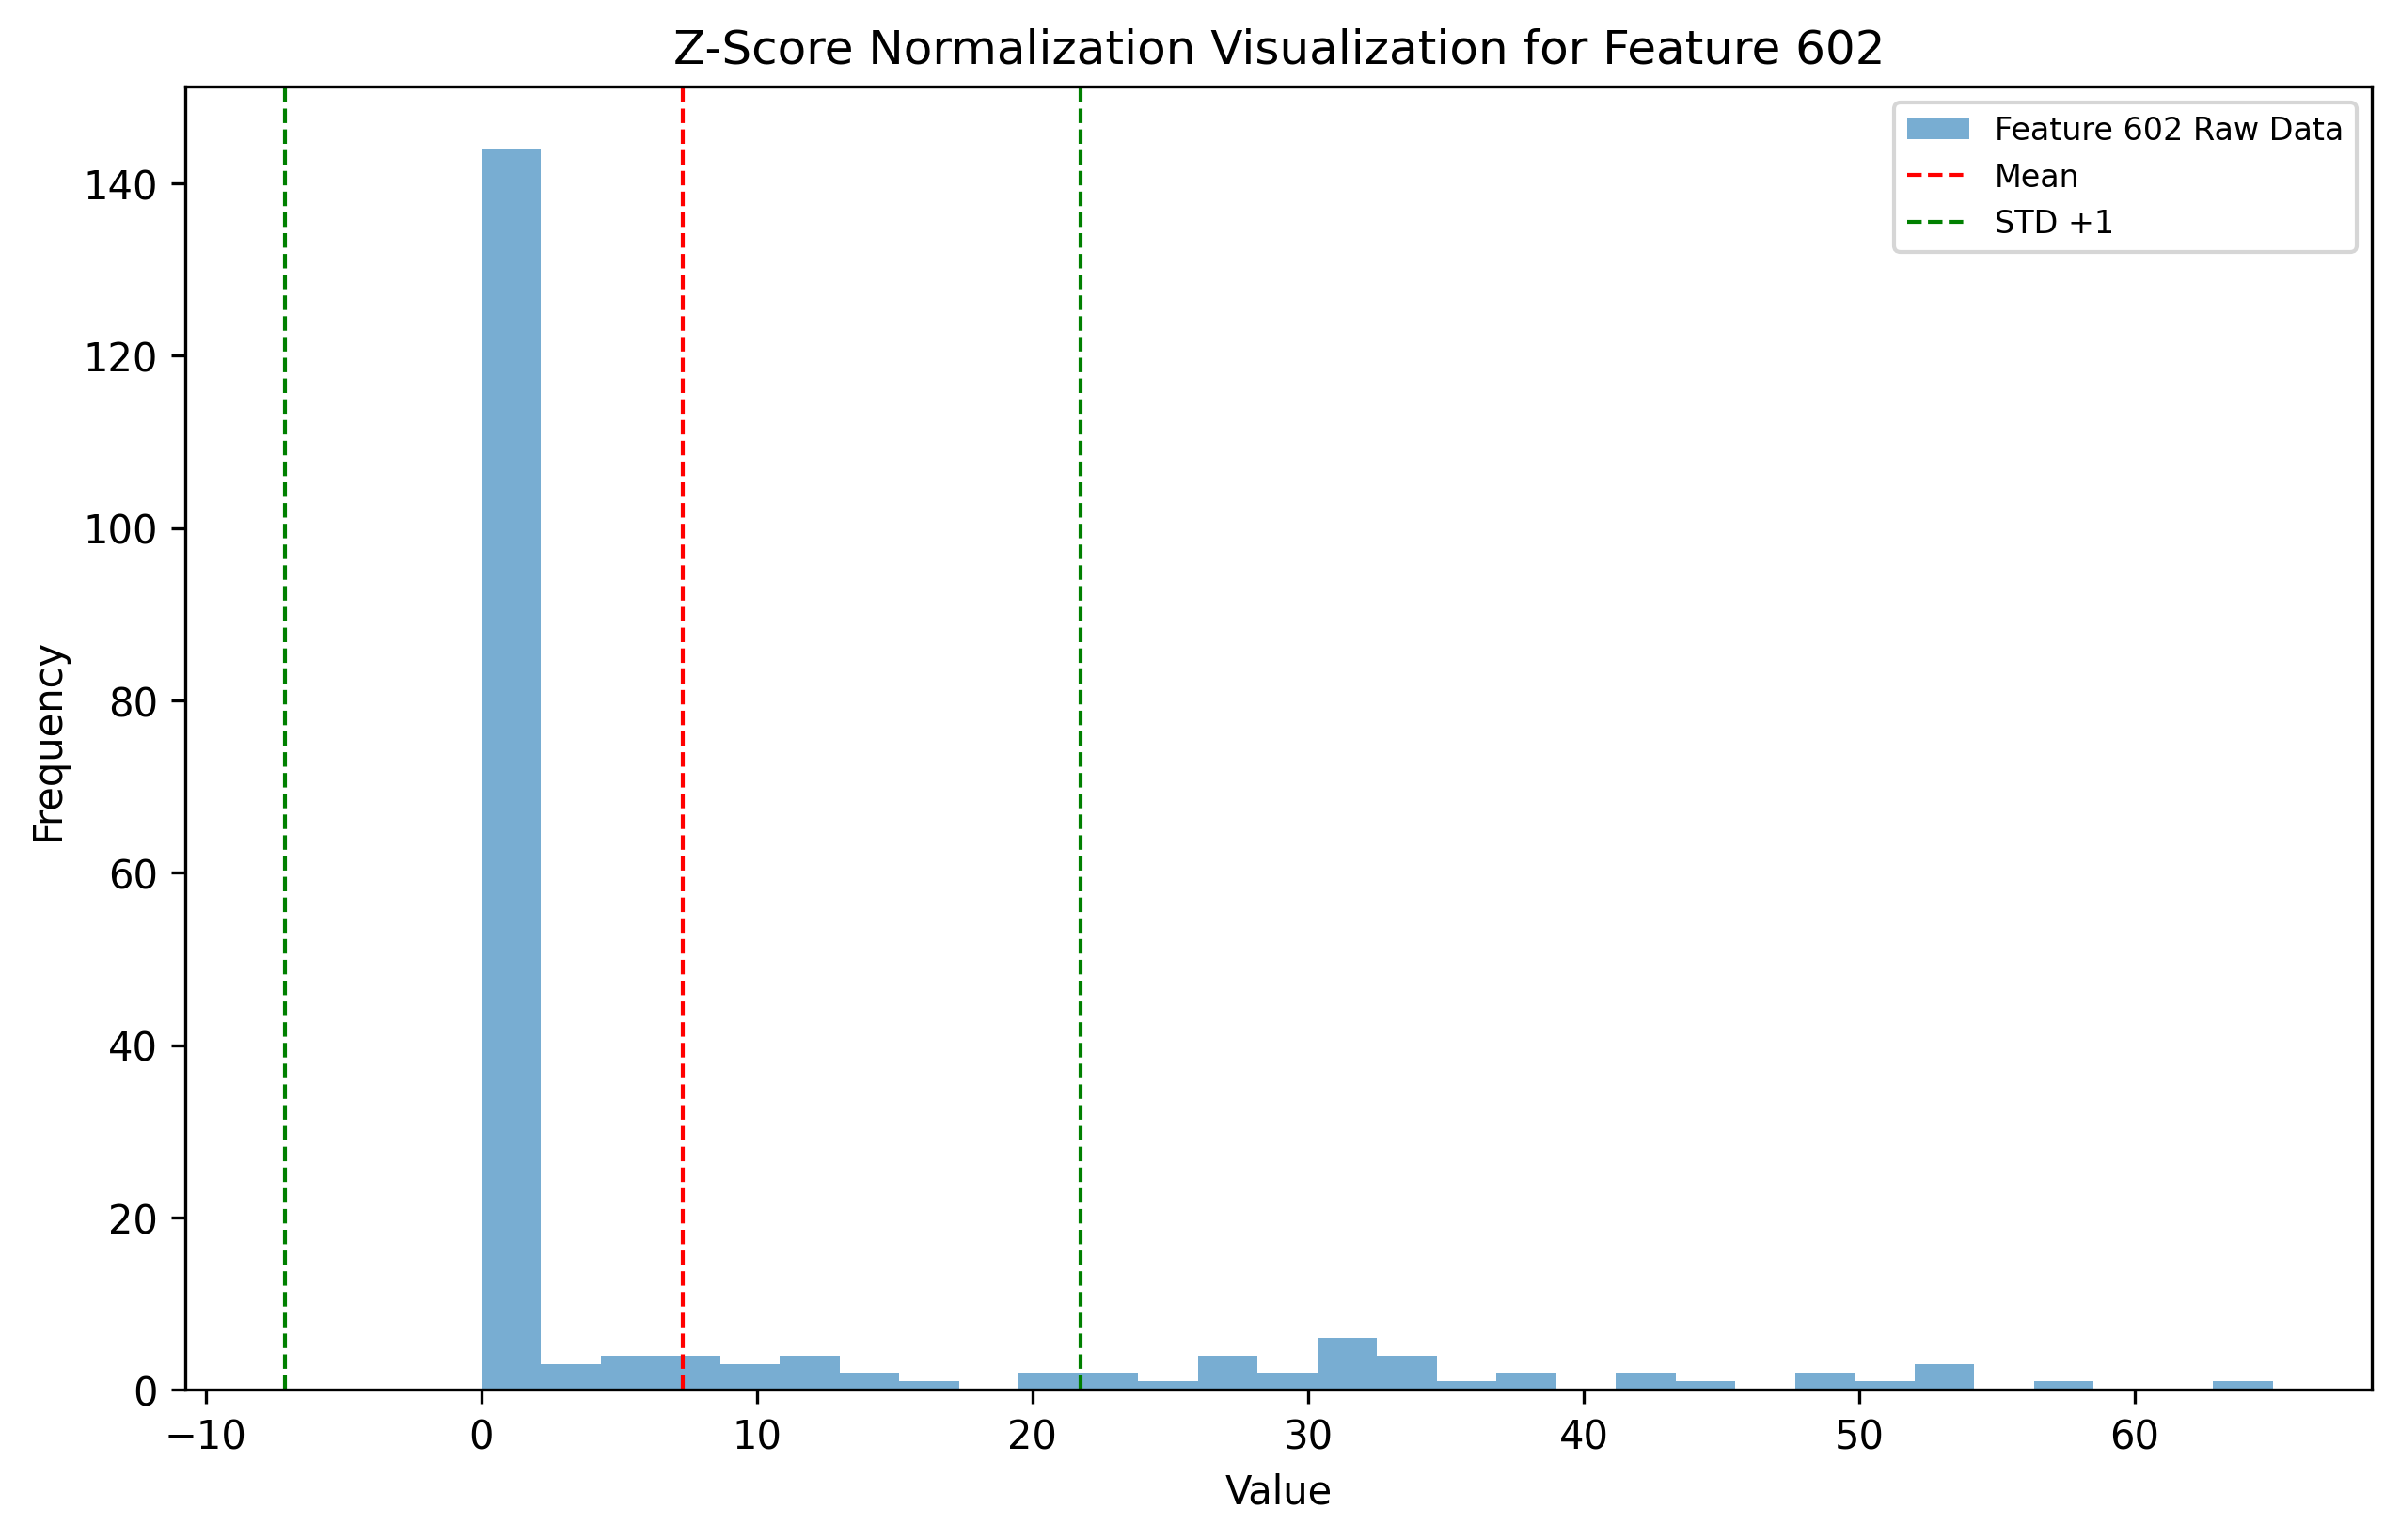 Z-Score Normalization Visualization for Feature 602
Feature 602 Raw Data
Mean
STD +1
Frequency
140
120
100
80
60
40
20
0
−10 0 10 20 30 40 50 60
Value